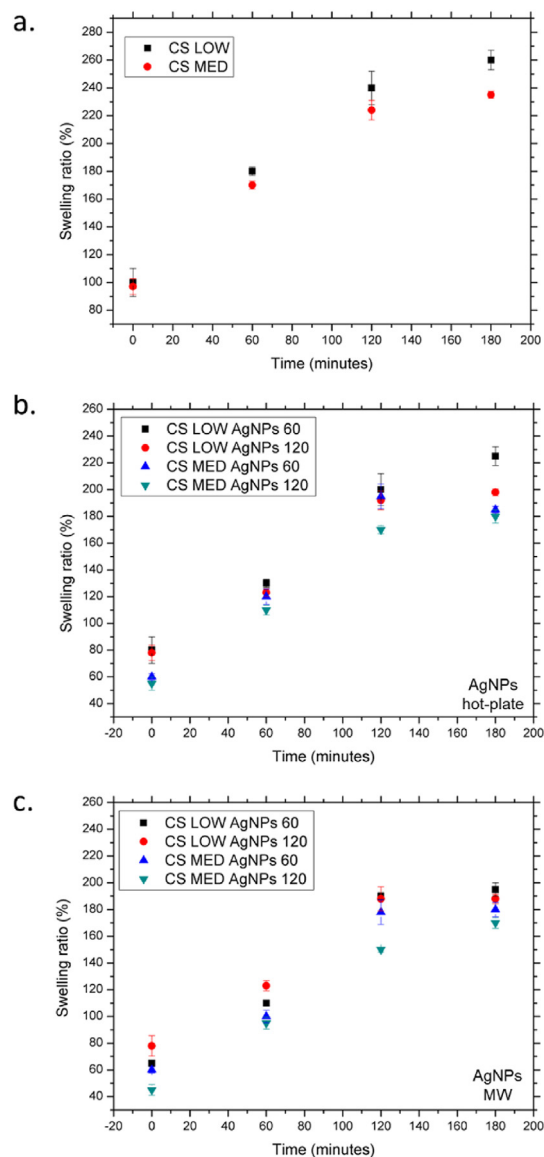 a.
CS LOW
CS MED
280
260
240
220
200
180
160
140
120
100
80
Swelling ratio (%)
0 20 40 60 80 100 120 140 160 180 200
Time (minutes)
b.
CS LOW AgNPs 60
CS LOW AgNPs 120
CS MED AgNPs 60
CS MED AgNPs 120
260
240
220
200
180
160
140
120
100
80
60
40
Swelling ratio (%)
AgNPs
hot-plate
-20 0 20 40 60 80 100 120 140 160 180 200
Time (minutes)
c.
CS LOW AgNPs 60
CS LOW AgNPs 120
CS MED AgNPs 60
CS MED AgNPs 120
260
240
220
200
180
160
140
120
100
80
60
40
Swelling ratio (%)
AgNPs
MW
-20 0 20 40 60 80 100 120 140 160 180 200
Time (minutes)